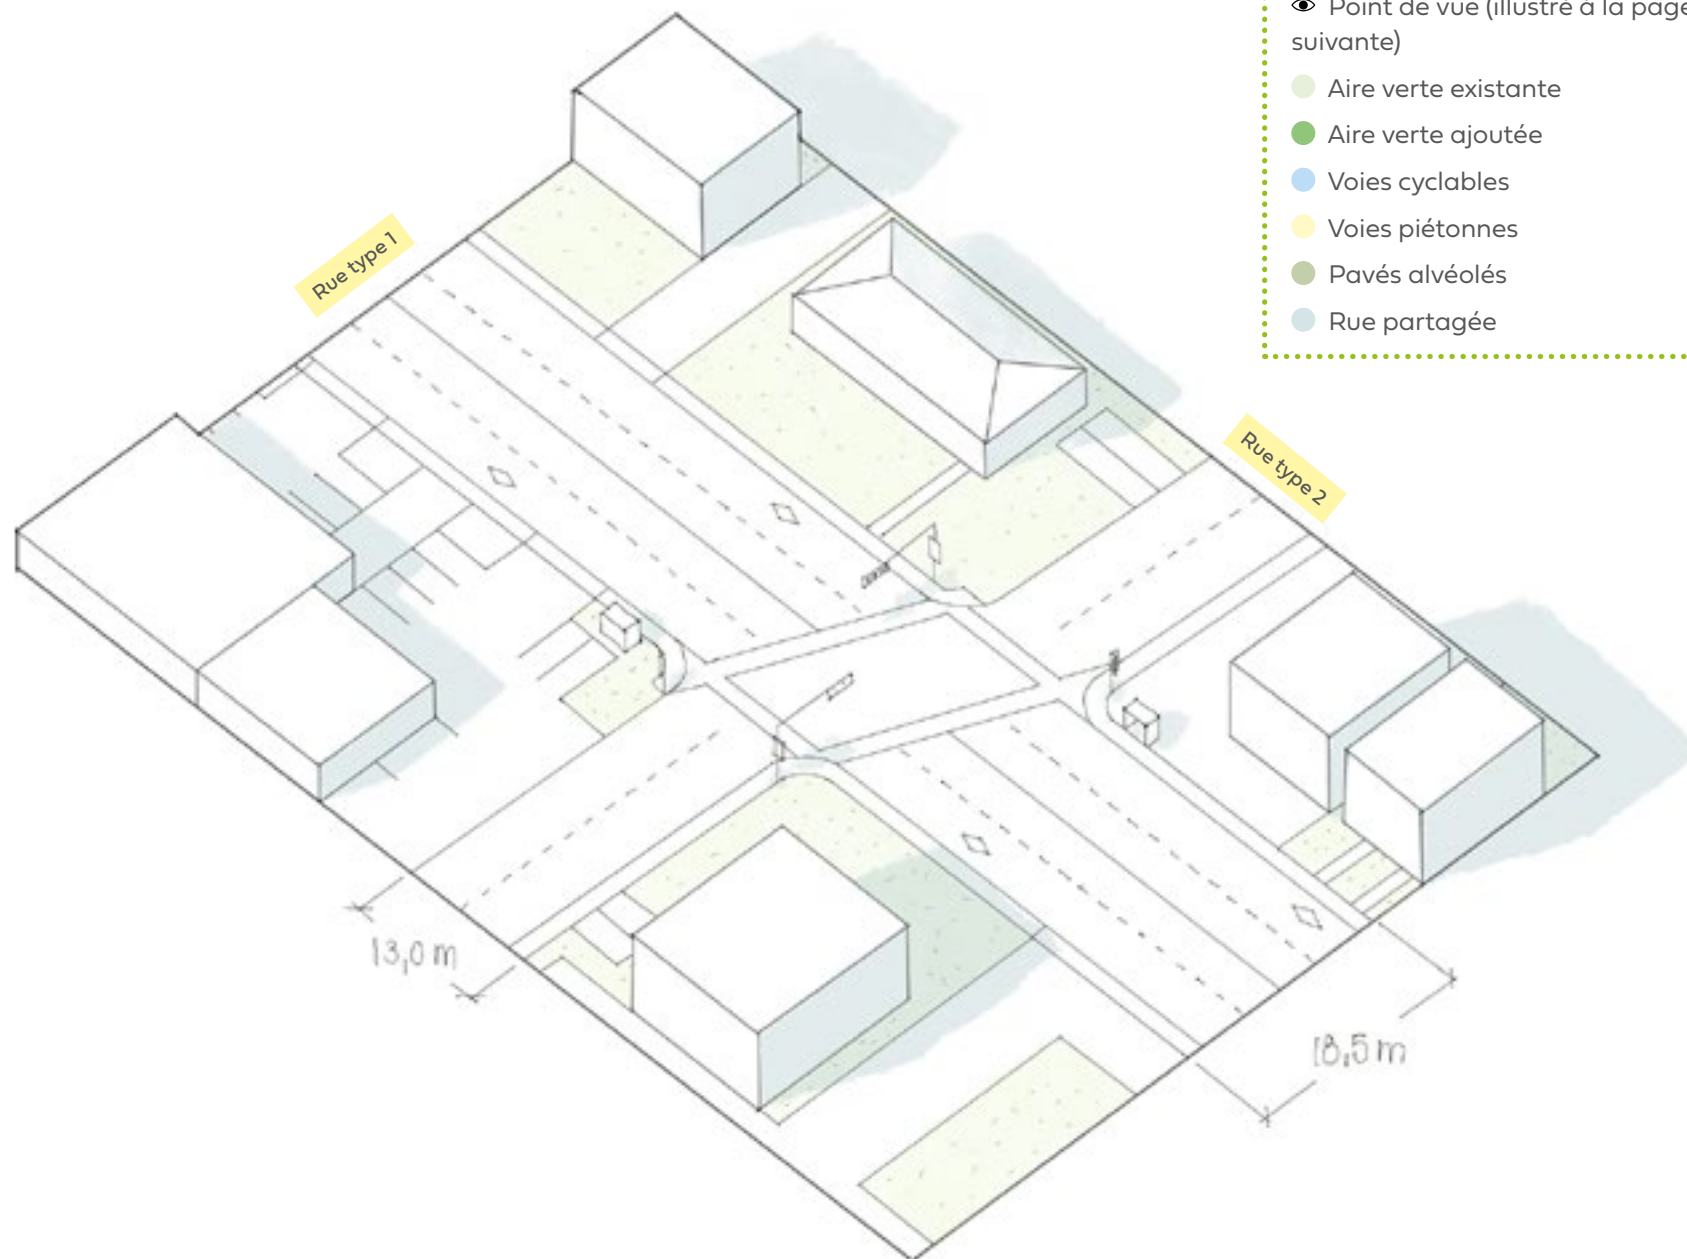 Point de vue (illustré à la page
suivante)
Aire verte existante
Aire verte ajoutée
Voies cyclables
Voies piétonnes
Pavés alvéolés
Rue partagée
Rue type 1
Rue type 2
13,0 m
18,5 m